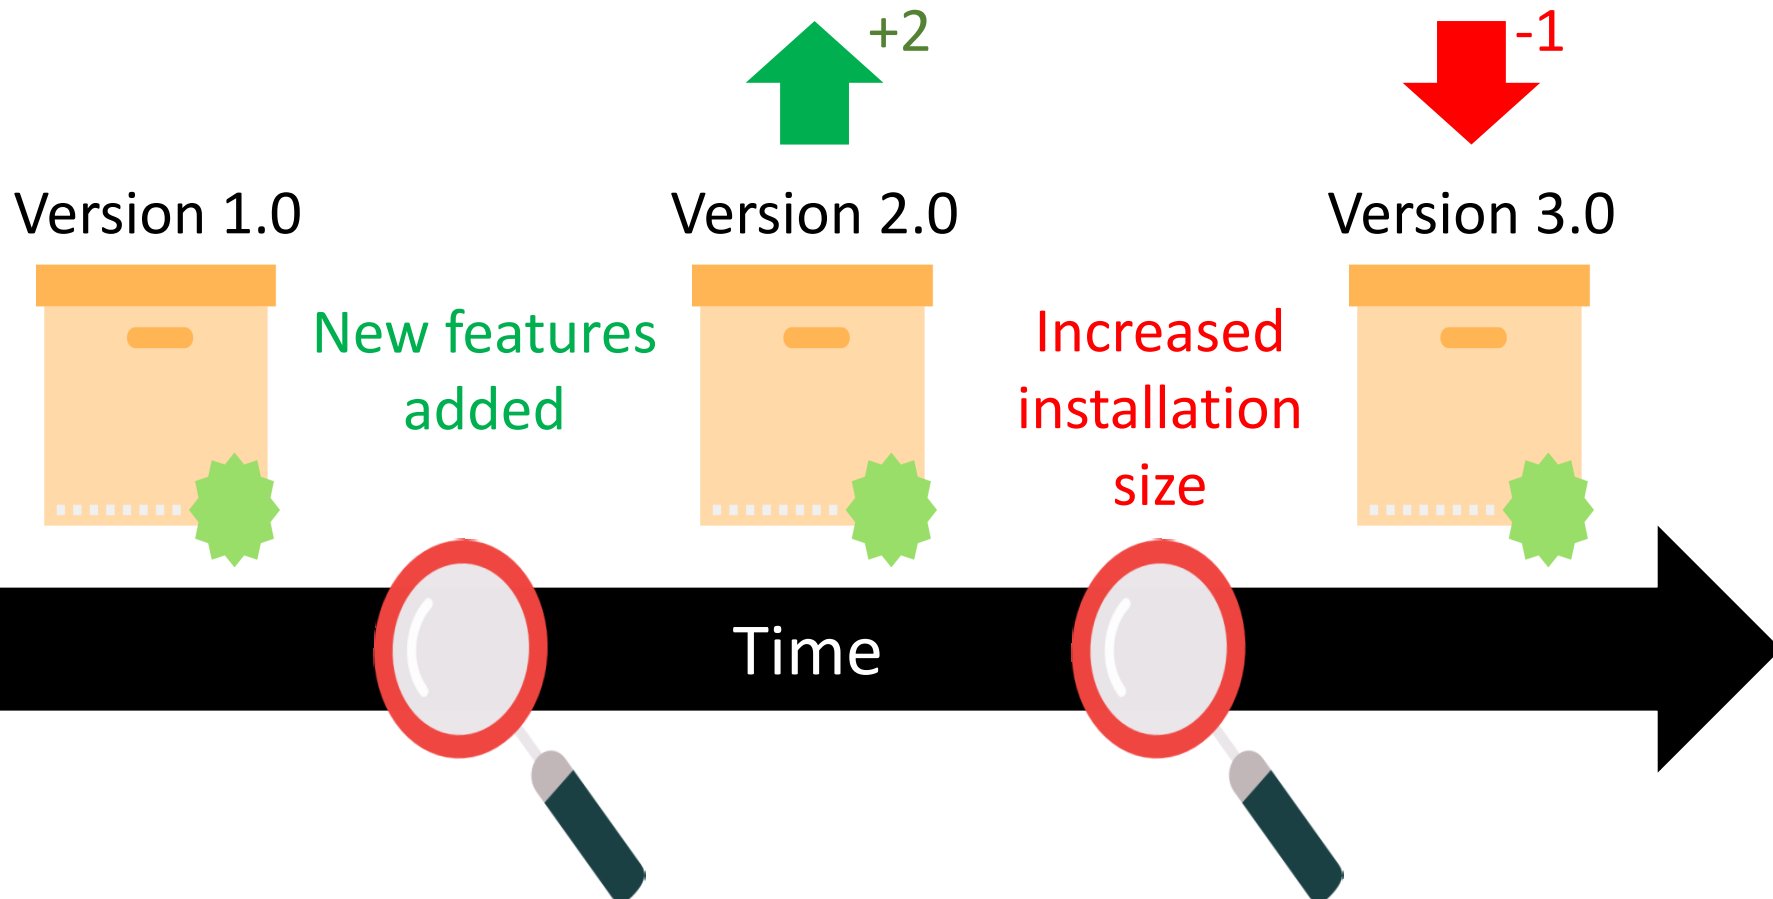 +2
-1
Version 1.0
Version 2.0
Version 3.0
New features
added
Increased
installation
size
Time